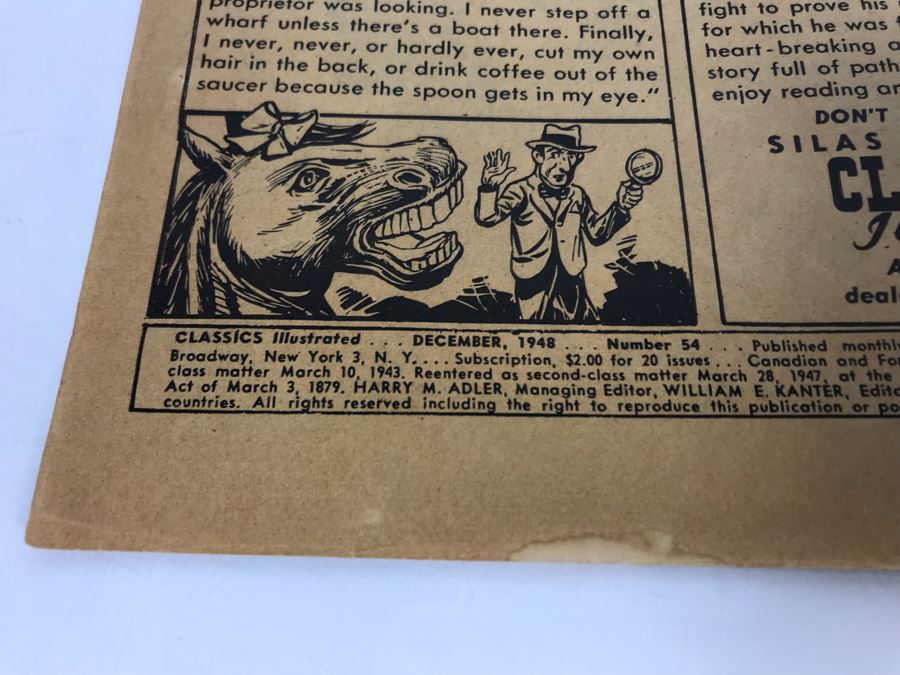 proprietor was looking. I never step off a
wharf unless there's a boat there. Finally,
I never, never, or hardly ever, cut my own
hair in the back, or drink coffee out of the
saucer because the spoon gets in my eye."
fight to prove his
for which he was
heart-breaking
story full of path
enjoy reading
DON'T
SILAS
CL
dea
CLASSICS Illustrated . . . DECEMBER, 1948 . . . Number 54 . . . Published monthly
Broadway, New York 3, N. Y. . . . Subscription, $2.00 for 20 issues . . . Canadian and For
class matter March 10, 1943. Reentered as second-class matter March 28, 1947, at the
Act of March 3, 1879. HARRY M. ADLER, Managing Editor, WILLIAM E. KANTER, Edito
countries. All rights reserved including the right to reproduce this publication or po